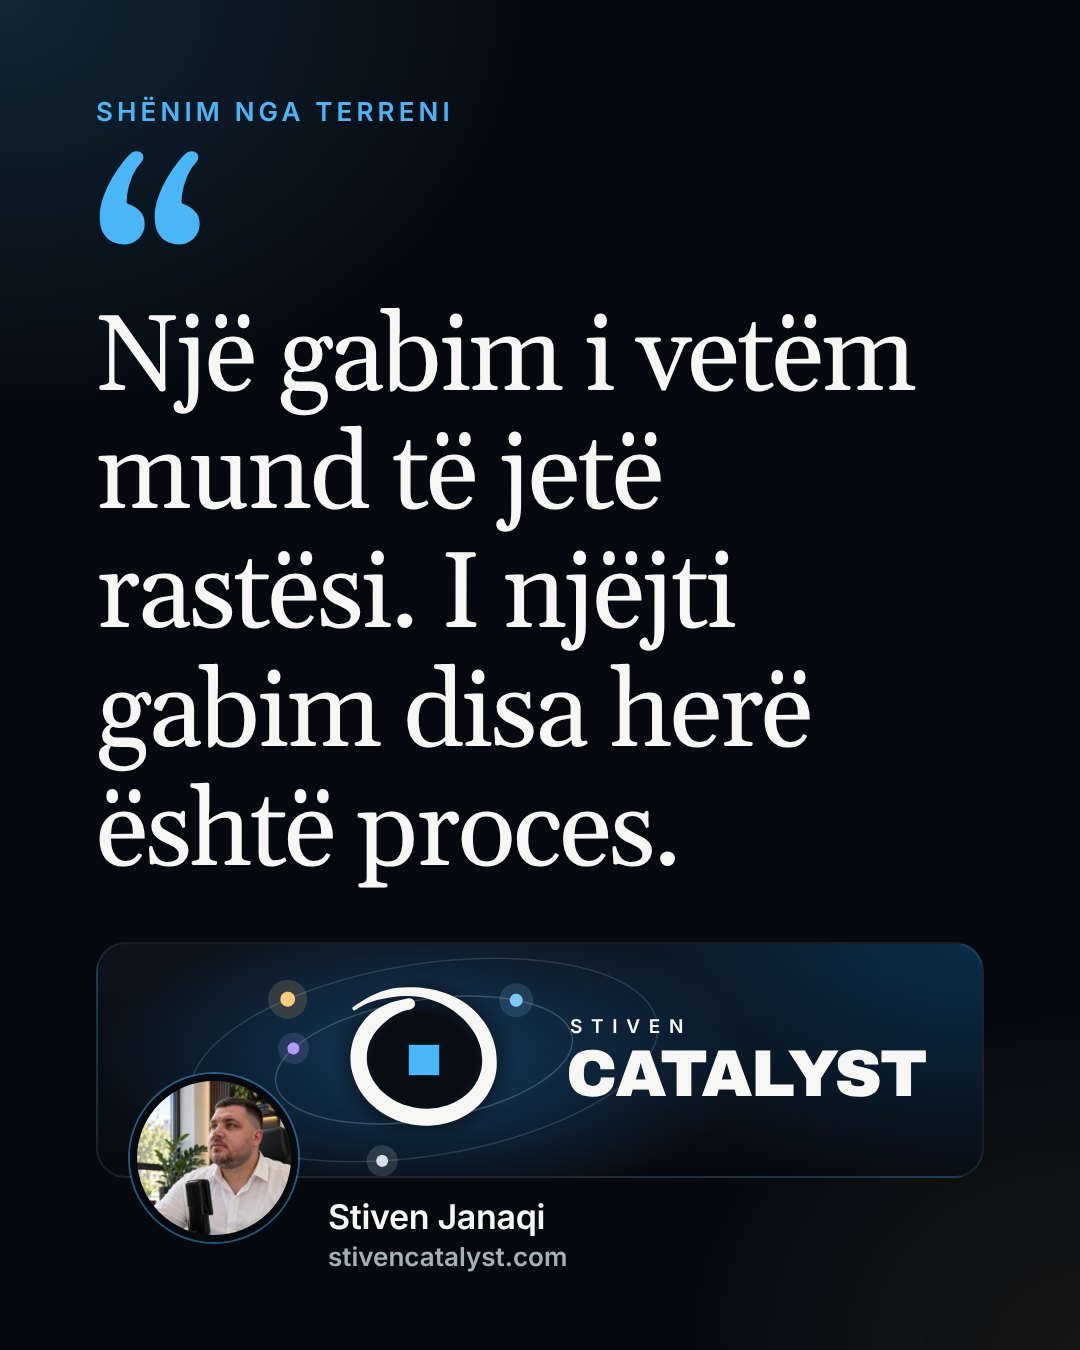 SHËNIM NGA TERRENI
“
Një gabim i vetëm
mund të jetë
rastësi. I njëjti
gabim disa herë
është proces.
STIVEN
CATALYST
Stiven Janaqi
stivencatalyst.com